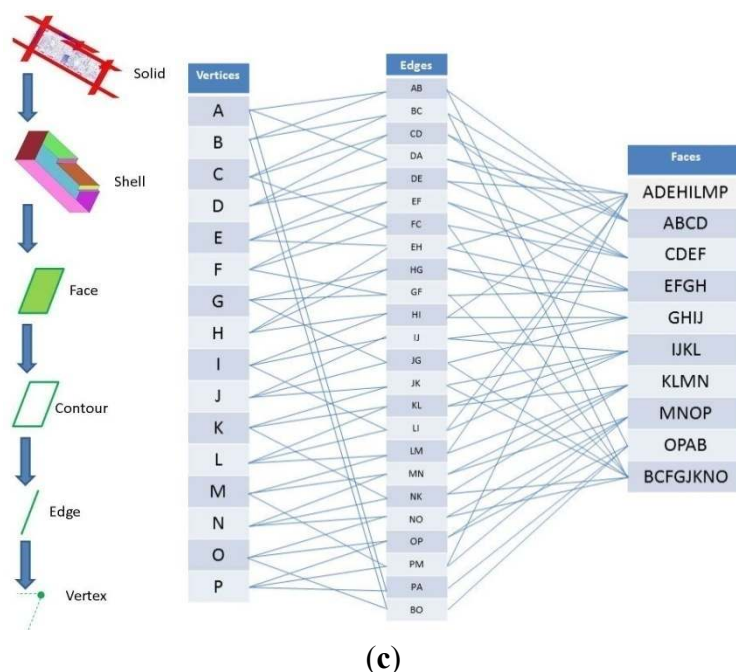 Solid
Shell
Face
Contour
Edge
Vertex
Vertices
A
B
C
D
E
F
G
H
I
J
K
L
M
N
O
P
Edges
AB
BC
CD
DA
DE
EF
FC
EH
HG
GF
HI
IJ
JG
JK
KL
LI
LM
MN
NK
NO
OP
PM
PA
BO
Faces
ADEHILMP
ABCD
CDEF
EFGH
GHIJ
IJKL
KLMN
MNOP
OPAB
BCFGJKNO
(c)